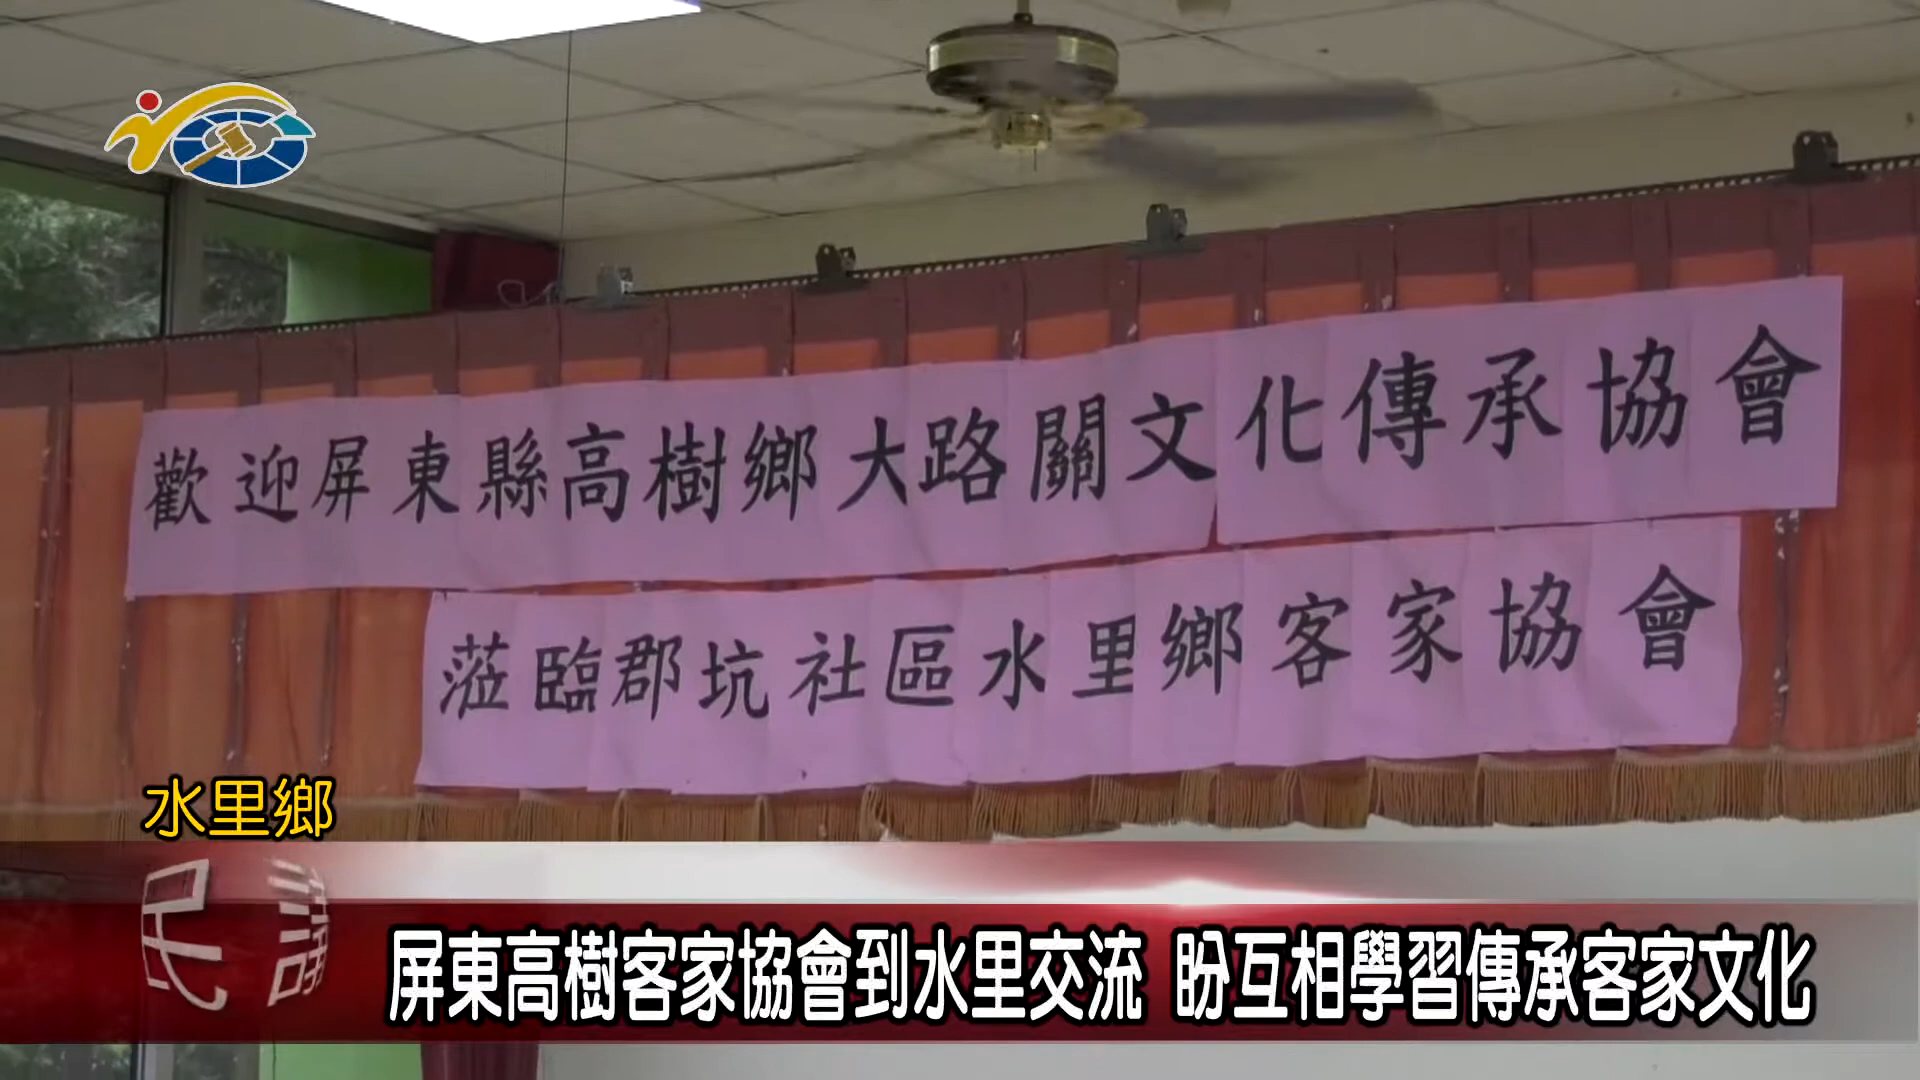 歡迎屏東縣高樹鄉大路關文化傳承協會
蒞臨郡坑社區水里鄉客家協會
水里鄉
民議
屏東高樹客家協會到水里交流 盼互相學習傳承客家文化